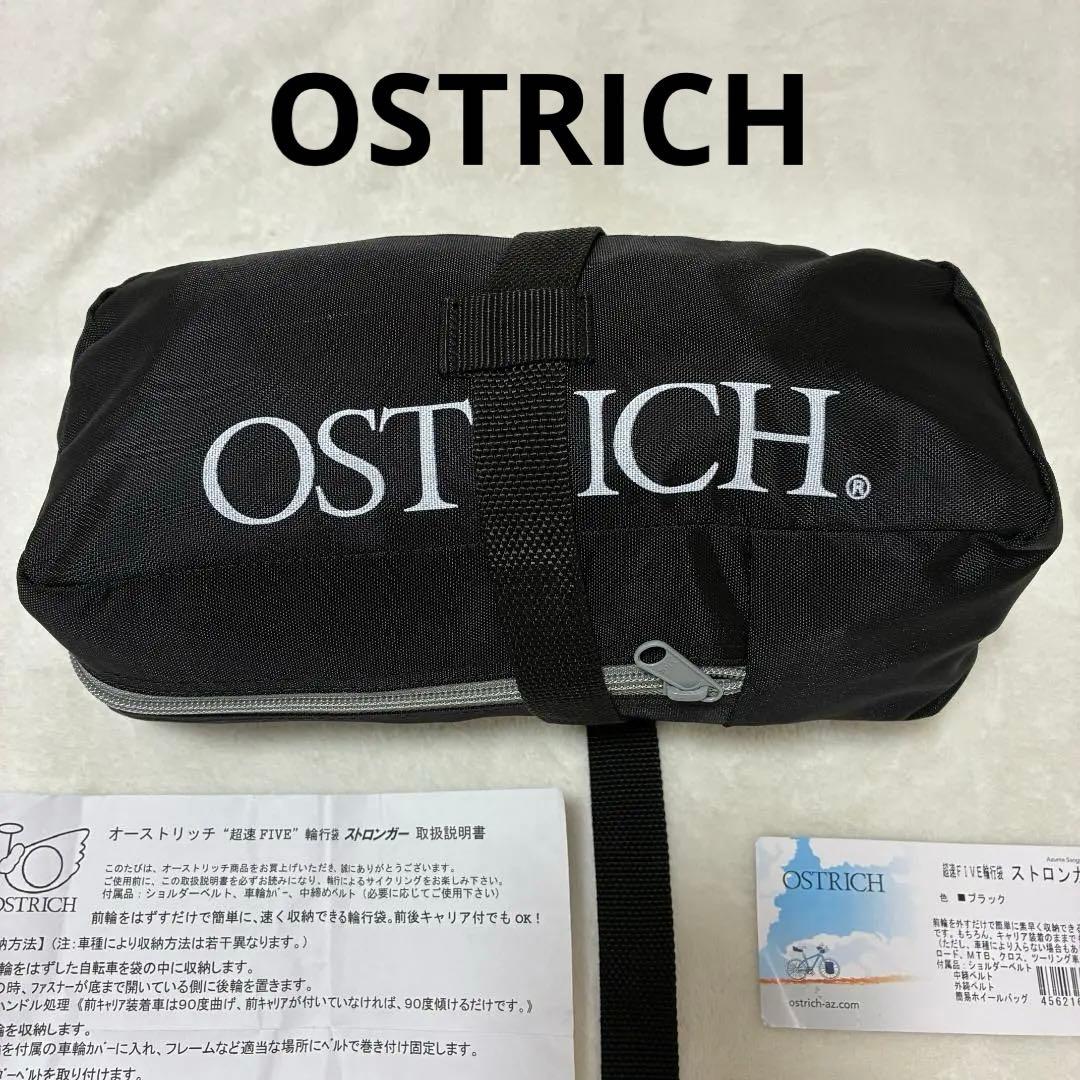 OSTRICH
OST ICH®
オーストリッチ “超速FIVE” 輪行袋 ストロンガー 取扱説明書
このたびは、オーストリッチ商品をお買上げいただき、誠にありがとうございます。
ご使用前に、この取扱説明書を必ずお読みになり、輪行によるサイクリングをお楽しみ下さい。
付属品：ショルダーベルト、車輪ｶﾊﾞｰ、中締めベルト（必要に応じてご使用下さい）
OSTRICH
前輪をはずすだけで簡単に、速く収納できる輪行袋。前後キャリア付でも OK！
納方法】（注：車種により収納方法は若干異なります。）
輪をはずした自転車を袋の中に収納します。
の時、ﾌｧｽﾅｰが底まで開いている側に後輪を置きます。
ハンドル処理 《前ｷｬﾘｱ装着車は90度曲げ、前ｷｬﾘｱが付いていなければ、90度傾けるだけです。》
を収納します。
を付属の車輪ｶﾊﾞｰに入れ、フレームなど適当な場所にﾍﾞﾙﾄで巻き付け固定します。
ﾀﾞｰﾍﾞﾙﾄを取り付けます。
OSTRICH
ostrich-az.com
Azuma Sang
超速FIVE輪行袋 ストロンガ
色 ■ブラック
前輪を外すだけで簡単に素早く収納できる
です。もちろん、キャリア装着のままでも
（ただし、車種により入らない場合もあ
ロード、MTB、クロス、ツーリング車
付属品：ショルダーベルト
中締ベルト
外締ベルト
簡易ホイールバッグ
456216